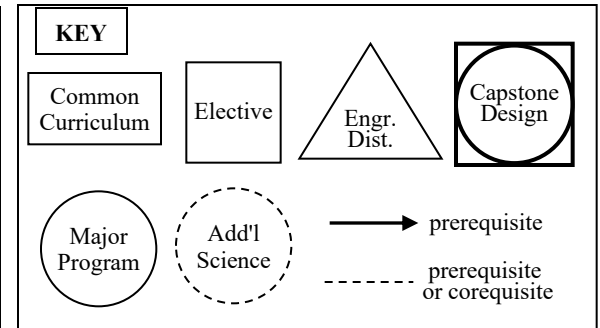 KEY
Common
Curriculum
Elective
Engr.
Dist.
Capstone
Design
Major
Program
Add'l
Science
prerequisite
prerequisite
or corequisite